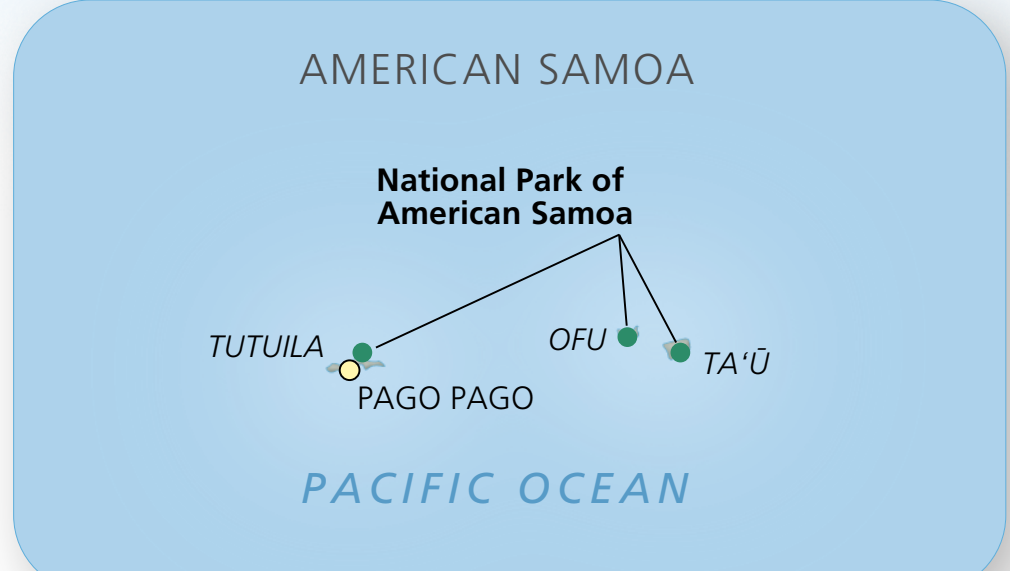 AMERICAN SAMOA
National Park of
American Samoa
TUTUILA
OFU
TA‘Ū
PAGO PAGO
PACIFIC OCEAN